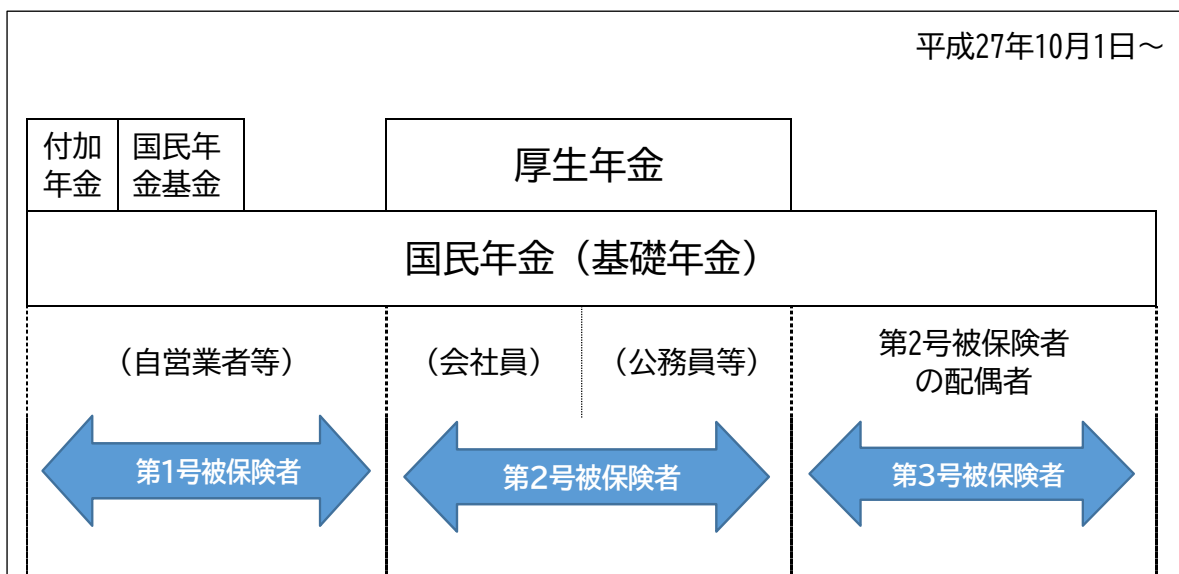 平成27年10月1日～
付加
年金
国民年
金基金
厚生年金
国民年金（基礎年金）
（自営業者等）
（会社員）
（公務員等）
第2号被保険者
の配偶者
第1号被保険者
第2号被保険者
第3号被保険者